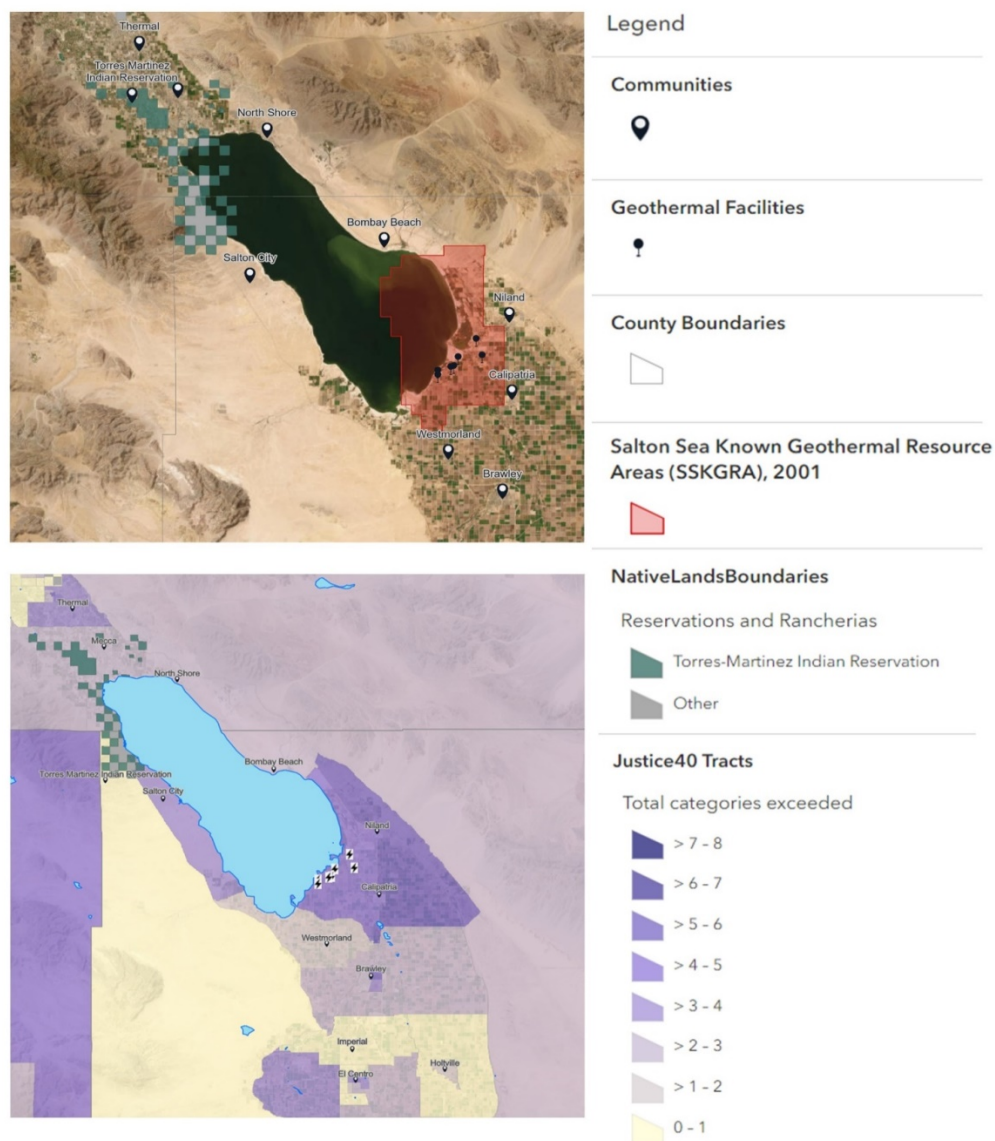 Thermal
Torres Martinez
Indian Reservation
North Shore
Bombay Beach
Salton City
Niland
Calipatria
Westmorland
Brawley
Legend
Communities
Geothermal Facilities
County Boundaries
Salton Sea Known Geothermal Resource
Areas (SSKGRA), 2001
NativeLandsBoundaries
Reservations and Rancherias
Torres-Martinez Indian Reservation
Other
Justice40 Tracts
Total categories exceeded
> 7 - 8
> 6 - 7
> 5 - 6
> 4 - 5
> 3 - 4
> 2 - 3
> 1 - 2
0 - 1
Thermal
Mecca
North Shore
Bombay Beach
Torres Martinez Indian Reservation
Salton City
Niland
Calipatria
Westmorland
Brawley
Imperial
Holtville
El Centro